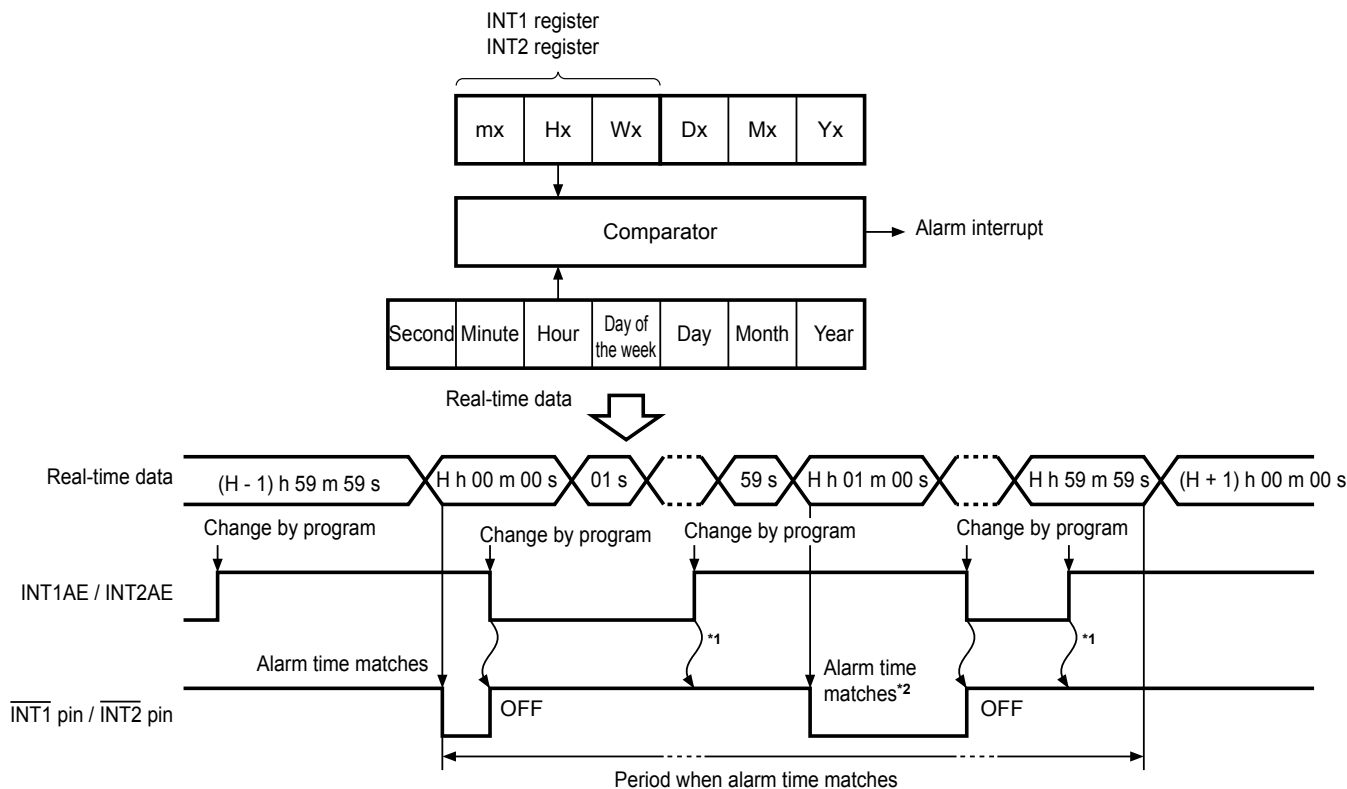 INT1 register
INT2 register
mx Hx Wx Dx Mx Yx
Comparator
Alarm interrupt
Second Minute Hour Day of the week Day Month Year
Real-time data
Real-time data
(H - 1) h 59 m 59 s
H h 00 m 00 s
01 s
59 s
H h 01 m 00 s
H h 59 m 59 s
(H + 1) h 00 m 00 s
Change by program
Change by program
Change by program
Change by program
INT1AE / INT2AE
*1
*1
Alarm time matches
Alarm time
matches*2
INT1 pin / INT2 pin
OFF
OFF
Period when alarm time matches